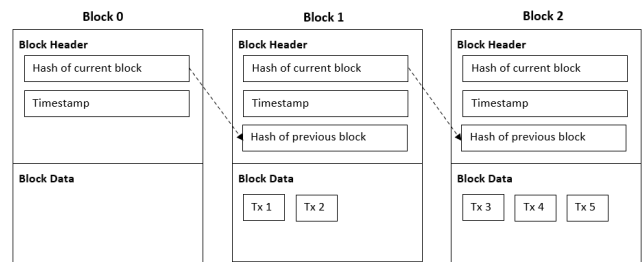 Block 0
Block Header
Hash of current block
Timestamp
Block Data
Block 1
Block Header
Hash of current block
Timestamp
Hash of previous block
Block Data
Tx 1
Tx 2
Block 2
Block Header
Hash of current block
Timestamp
Hash of previous block
Block Data
Tx 3
Tx 4
Tx 5